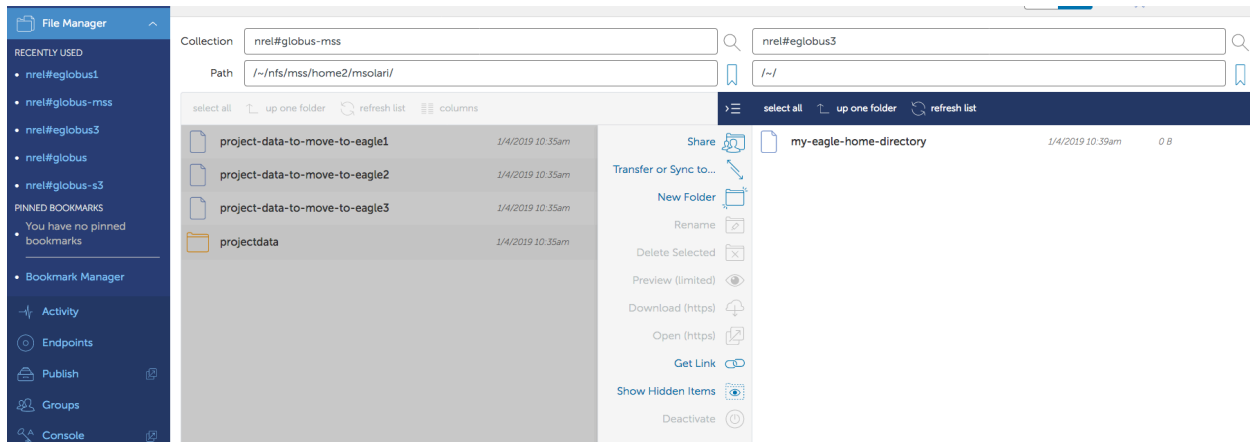 File Manager
RECENTLY USED
nrel#eglobus1
nrel#globus-mss
nrel#eglobus3
nrel#globus
nrel#globus-s3
PINNED BOOKMARKS
You have no pinned
bookmarks
Bookmark Manager
Activity
Endpoints
Publish
Groups
Console
Collection nrel#globus-mss
Path /~/nfs/mss/home2/msolari/
select all up one folder refresh list columns
project-data-to-move-to-eagle1 1/4/2019 10:35am
project-data-to-move-to-eagle2 1/4/2019 10:35am
project-data-to-move-to-eagle3 1/4/2019 10:35am
projectdata 1/4/2019 10:35am
Share
Transfer or Sync to...
New Folder
Rename
Delete Selected
Preview (limited)
Download (https)
Open (https)
Get Link
Show Hidden Items
Deactivate
nrel#eglobus3
/~/
select all up one folder refresh list
my-eagle-home-directory 1/4/2019 10:39am 0 B